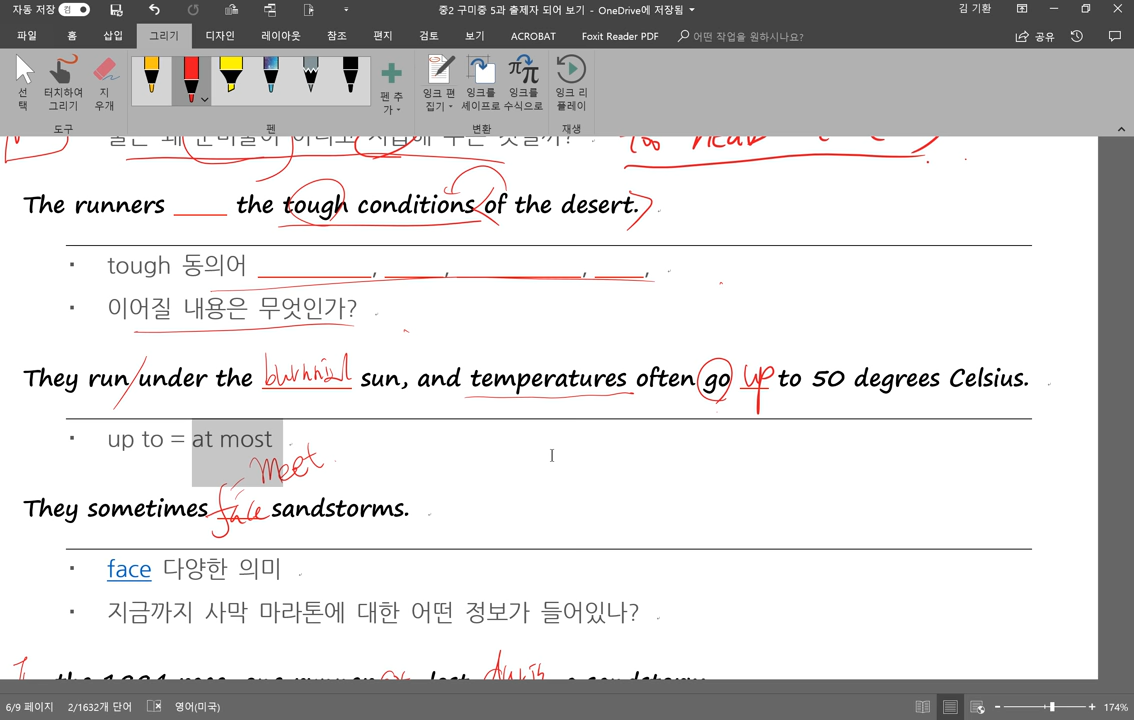 자동 저장 컴 중2 구미중 5과 출제자 되어 보기 - OneDrive에 저장됨 김 기환
파일 홈 삽입 그리기 디자인 레이아웃 참조 편지 검토 보기 ACROBAT Foxit Reader PDF 어떤 작업을 원하시나요? 공유
선택 터치하여 그리기 지우개 펜 추가 잉크 편집기 잉크를 셰이프로 잉크를 수식으로 잉크 리플레이
도구 펜 변환 재생
The runners ____ the tough conditions of the desert.
· tough 동의어 ____, ____, ____, ____,
· 이어질 내용은 무엇인가?
They run under the sun, and temperatures often go up to 50 degrees Celsius.
· up to = at most
Meet
They sometimes face sandstorms.
· face 다양한 의미
· 지금까지 사막 마라톤에 대한 어떤 정보가 들어있나?
6/9 페이지 2/1632개 단어 영어(미국) 174%